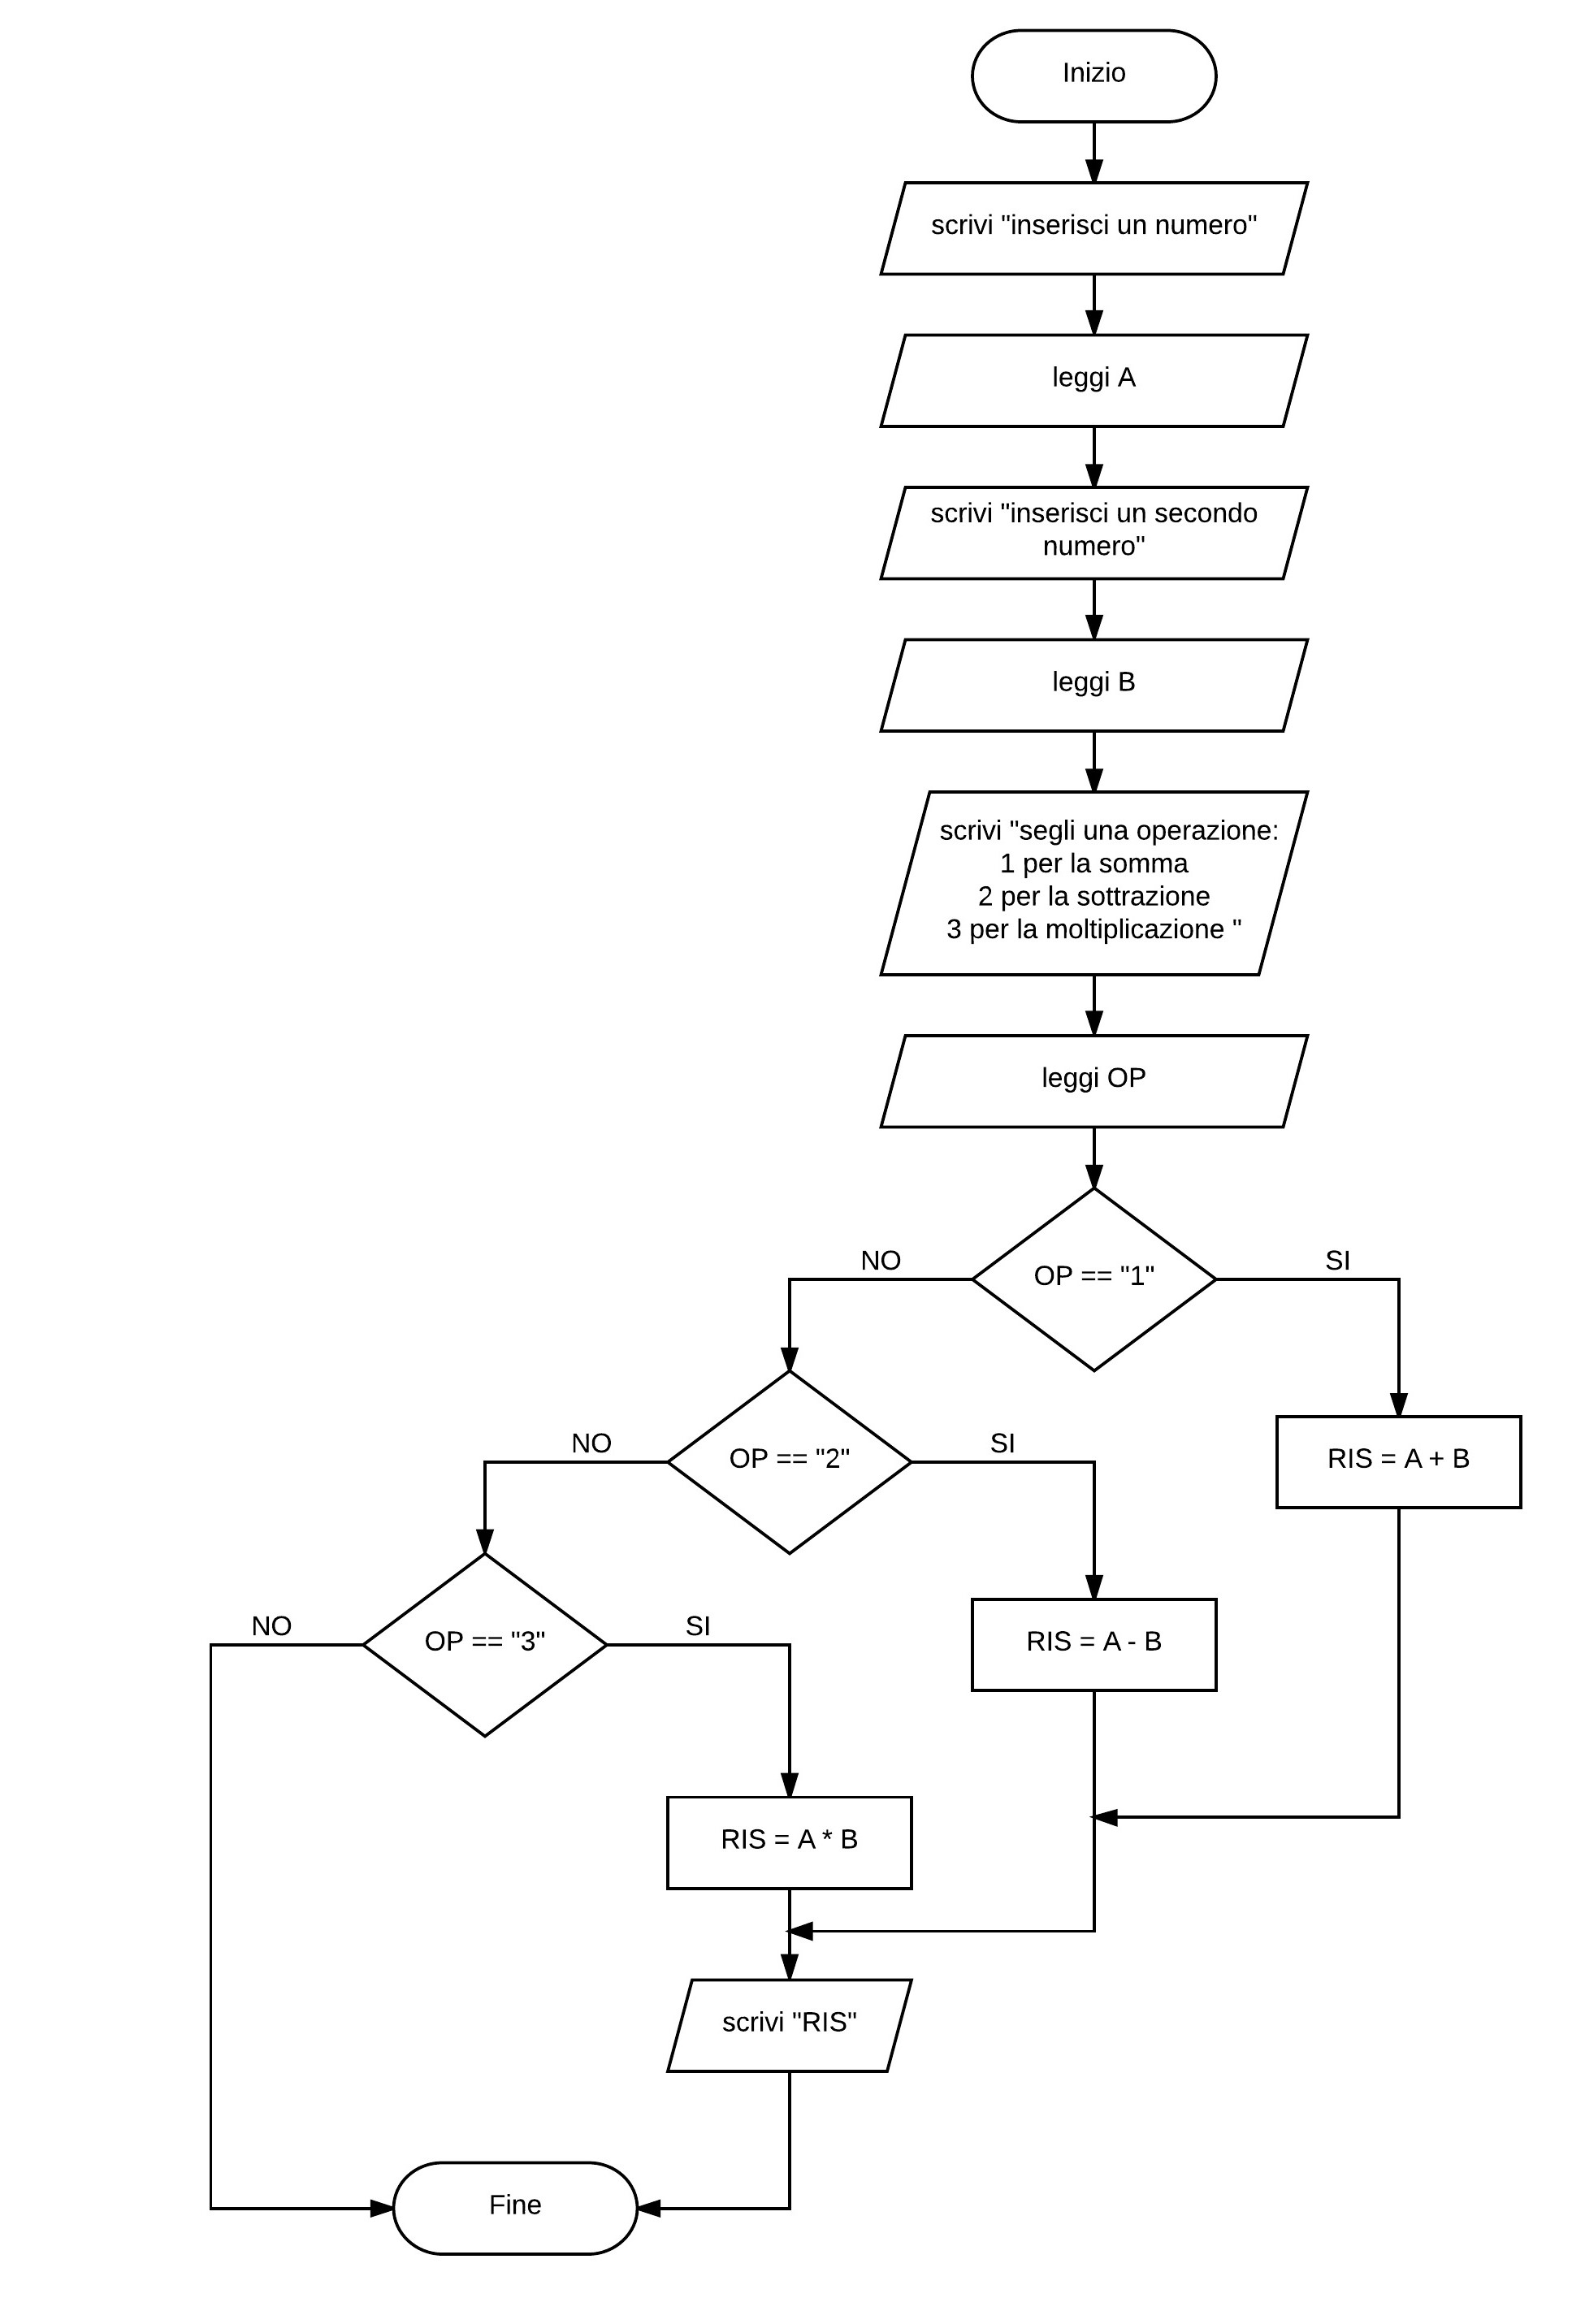 Inizio
scrivi "inserisci un numero"
leggi A
scrivi "inserisci un secondo
numero"
leggi B
scrivi "segli una operazione:
1 per la somma
2 per la sottrazione
3 per la moltiplicazione "
leggi OP
NO
OP == "1"
SI
NO
OP == "2"
SI
RIS = A + B
NO
OP == "3"
SI
RIS = A - B
RIS = A * B
scrivi "RIS"
Fine